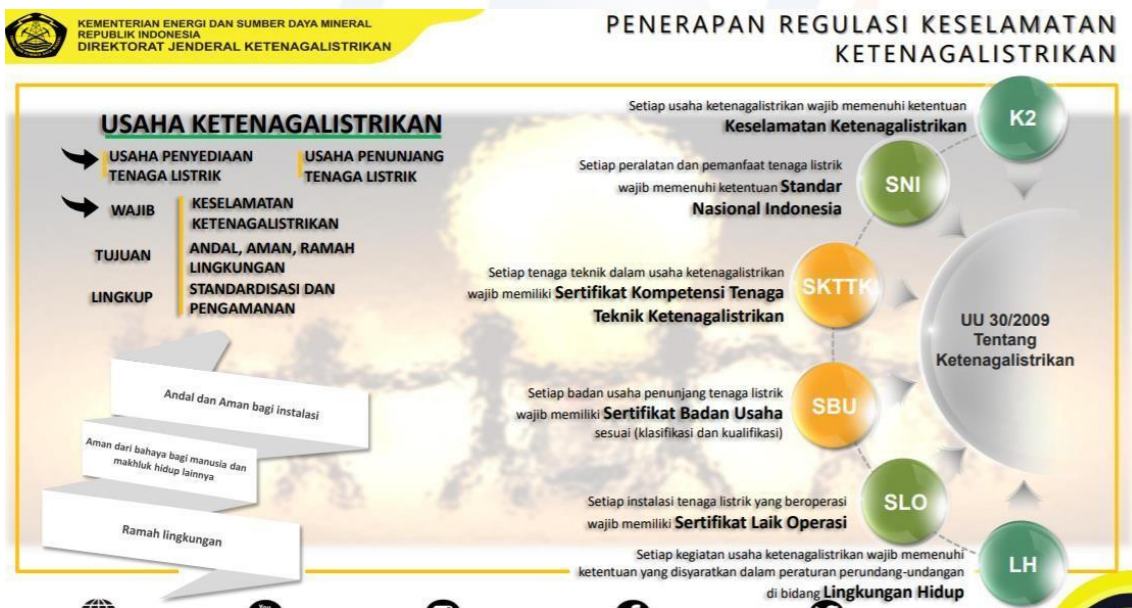 KEMENTERIAN ENERGI DAN SUMBER DAYA MINERAL
REPUBLIK INDONESIA
DIREKTORAT JENDERAL KETENAGALISTRIKAN
PENERAPAN REGULASI KESELAMATAN
KETENAGALISTRIKAN
USAHA KETENAGALISTRIKAN
USAHA PENYEDIAAN
TENAGA LISTRIK
USAHA PENUNJANG
TENAGA LISTRIK
WAJIB
KESELAMATAN
KETENAGALISTRIKAN
TUJUAN
ANDAL, AMAN, RAMAH
LINGKUNGAN
LINGKUP
STANDARDISASI DAN
PENGAMANAN
Andal dan Aman bagi instalasi
Aman dari bahaya bagi manusia dan
makhluk hidup lainnya
Ramah lingkungan
Setiap usaha ketenagalistrikan wajib memenuhi ketentuan
Keselamatan Ketenagalistrikan
K2
Setiap peralatan dan pemanfaat tenaga listrik
wajib memenuhi ketentuan Standar
Nasional Indonesia
SNI
Setiap tenaga teknik dalam usaha ketenagalistrikan
wajib memiliki Sertifikat Kompetensi Tenaga
Teknik Ketenagalistrikan
SKTTK
Setiap badan usaha penunjang tenaga listrik
wajib memiliki Sertifikat Badan Usaha
sesuai (klasifikasi dan kualifikasi)
SBU
Setiap instalasi tenaga listrik yang beroperasi
wajib memiliki Sertifikat Laik Operasi
SLO
Setiap kegiatan usaha ketenagalistrikan wajib memenuhi
ketentuan yang disyaratkan dalam peraturan perundang-undangan
di bidang Lingkungan Hidup
LH
UU 30/2009
Tentang
Ketenagalistrikan